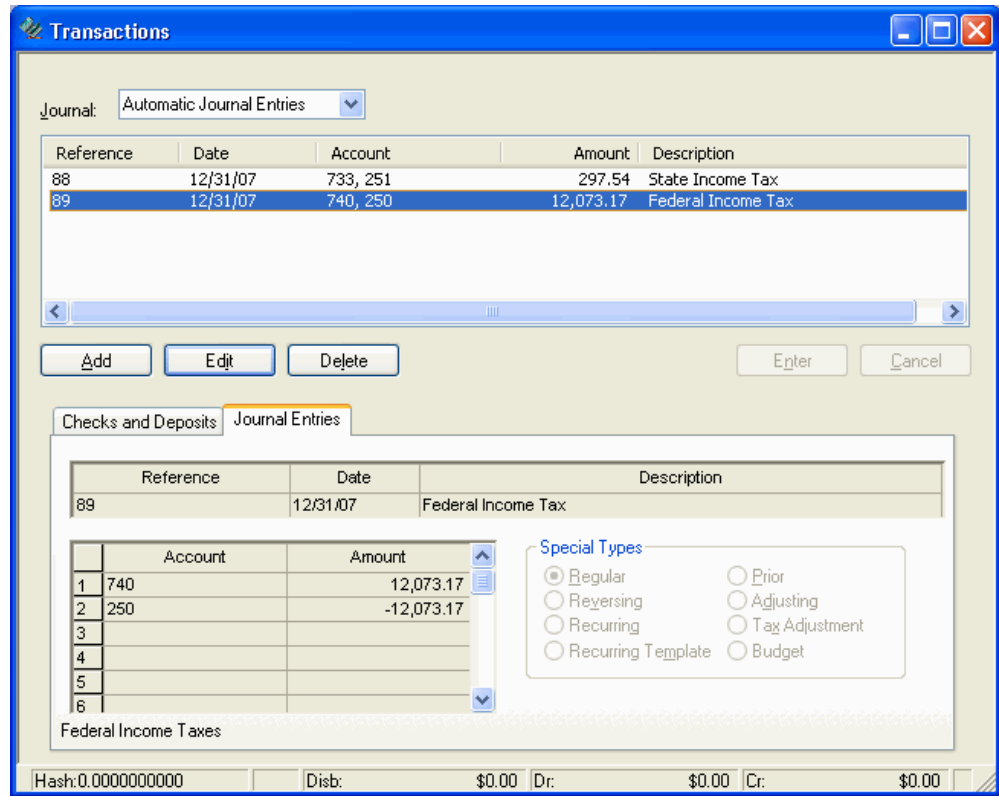 Transactions
Journal: Automatic Journal Entries
Reference Date Account Amount Description
88 12/31/07 733, 251 297.54 State Income Tax
89 12/31/07 740, 250 12,073.17 Federal Income Tax
Add Edit Delete Enter Cancel
Checks and Deposits Journal Entries
Reference Date Description
89 12/31/07 Federal Income Tax
Account Amount
1 740 12,073.17
2 250 -12,073.17
3
4
5
6
Special Types
Regular Prior
Reversing Adjusting
Recurring Tax Adjustment
Recurring Template Budget
Federal Income Taxes
Hash:0.0000000000 Disb: $0.00 Dr: $0.00 Cr: $0.00